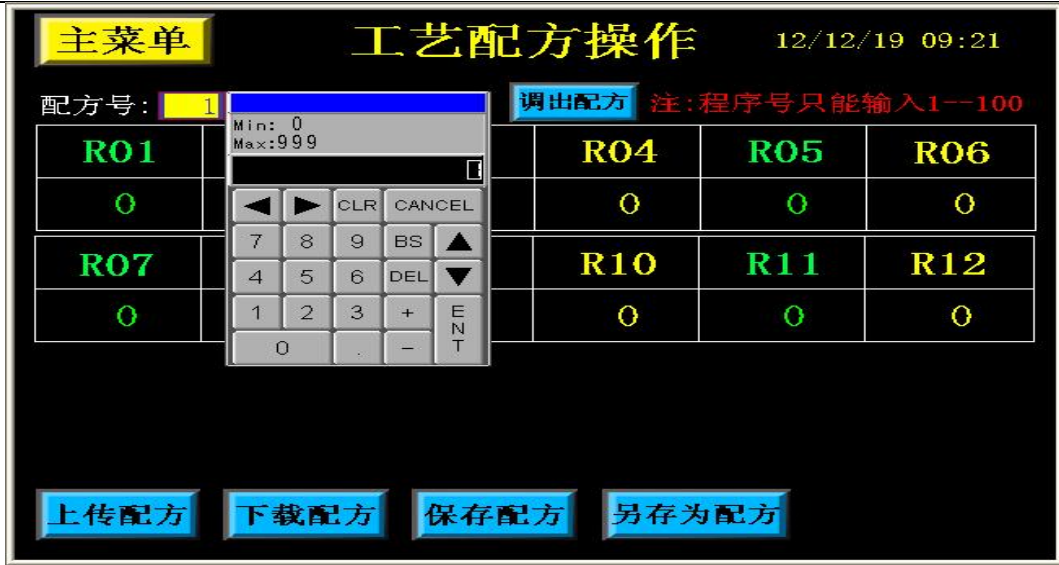 主菜单 工艺配方操作 12/12/19 09:21
配方号: 1 调出配方 注:程序号只能输入1--100
Min: 0
Max:999
R01 R04 R05 R06
0 0 0 0
CLR CANCEL
7 8 9 BS
R07 R10 R11 R12
4 5 6 DEL
0 0 0 0
1 2 3 + ENT
0 . -
上传配方 下载配方 保存配方 另存为配方